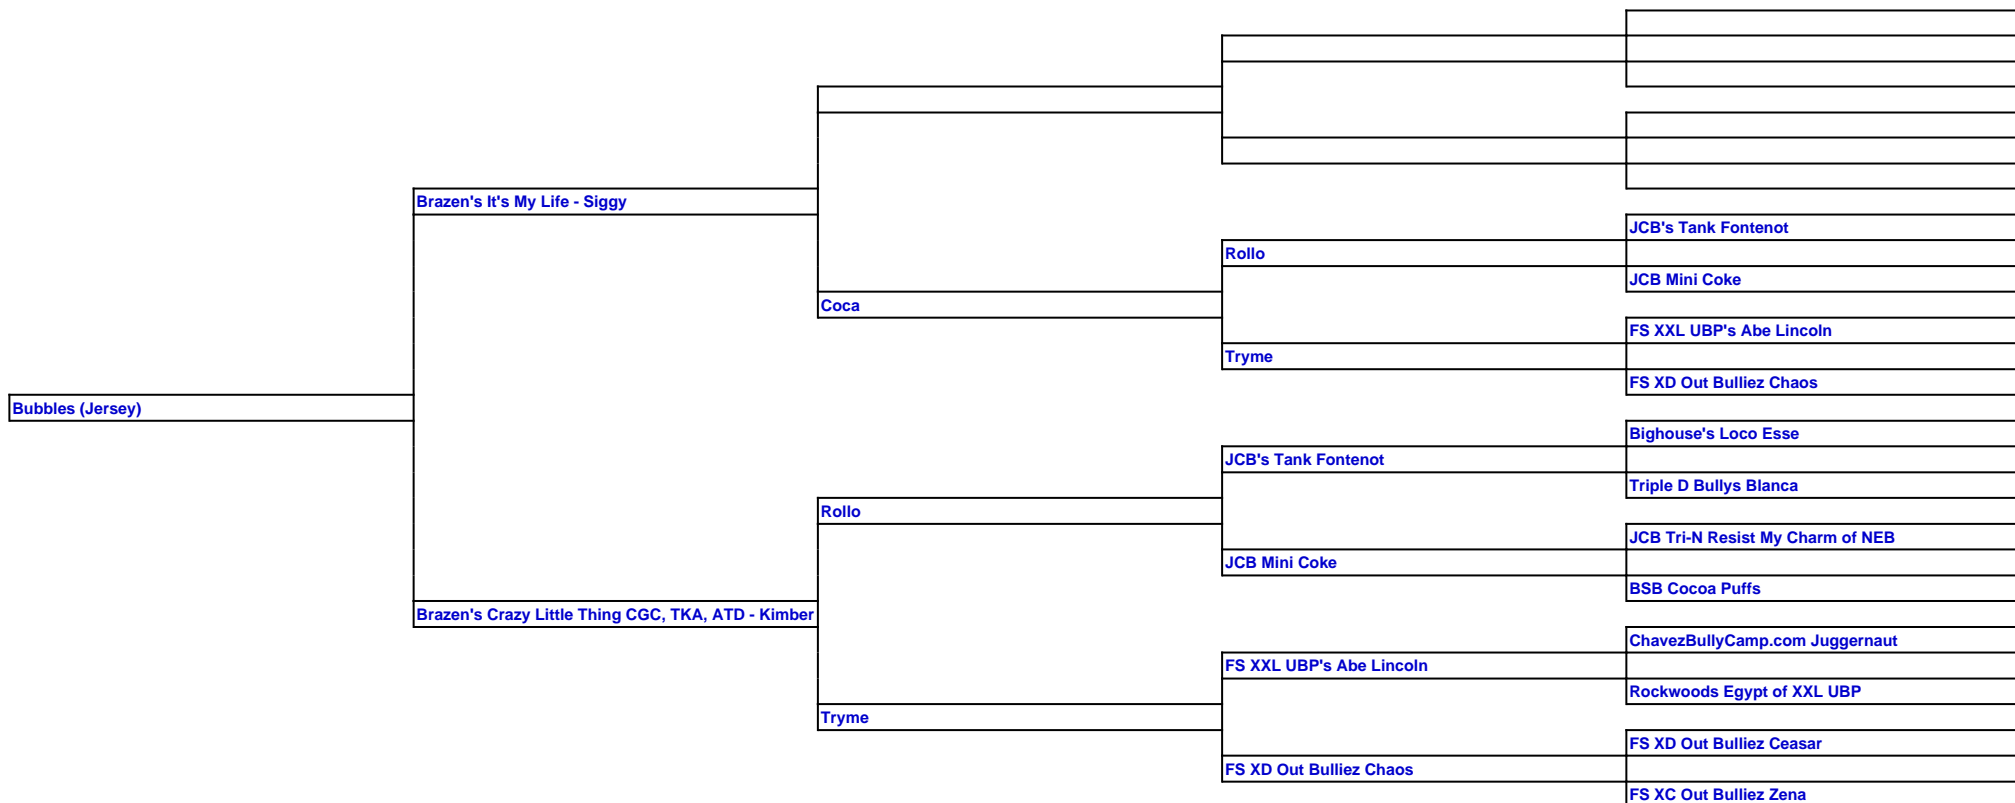 Brazen's It's My Life - Siggy
JCB's Tank Fontenot
Rollo
JCB Mini Coke
Coca
FS XXL UBP's Abe Lincoln
Tryme
FS XD Out Bulliez Chaos
Bubbles (Jersey)
Bighouse's Loco Esse
JCB's Tank Fontenot
Triple D Bullys Blanca
Rollo
JCB Tri-N Resist My Charm of NEB
JCB Mini Coke
BSB Cocoa Puffs
Brazen's Crazy Little Thing CGC, TKA, ATD - Kimber
ChavezBullyCamp.com Juggernaut
FS XXL UBP's Abe Lincoln
Rockwoods Egypt of XXL UBP
Tryme
FS XD Out Bulliez Ceasar
FS XD Out Bulliez Chaos
FS XC Out Bulliez Zena